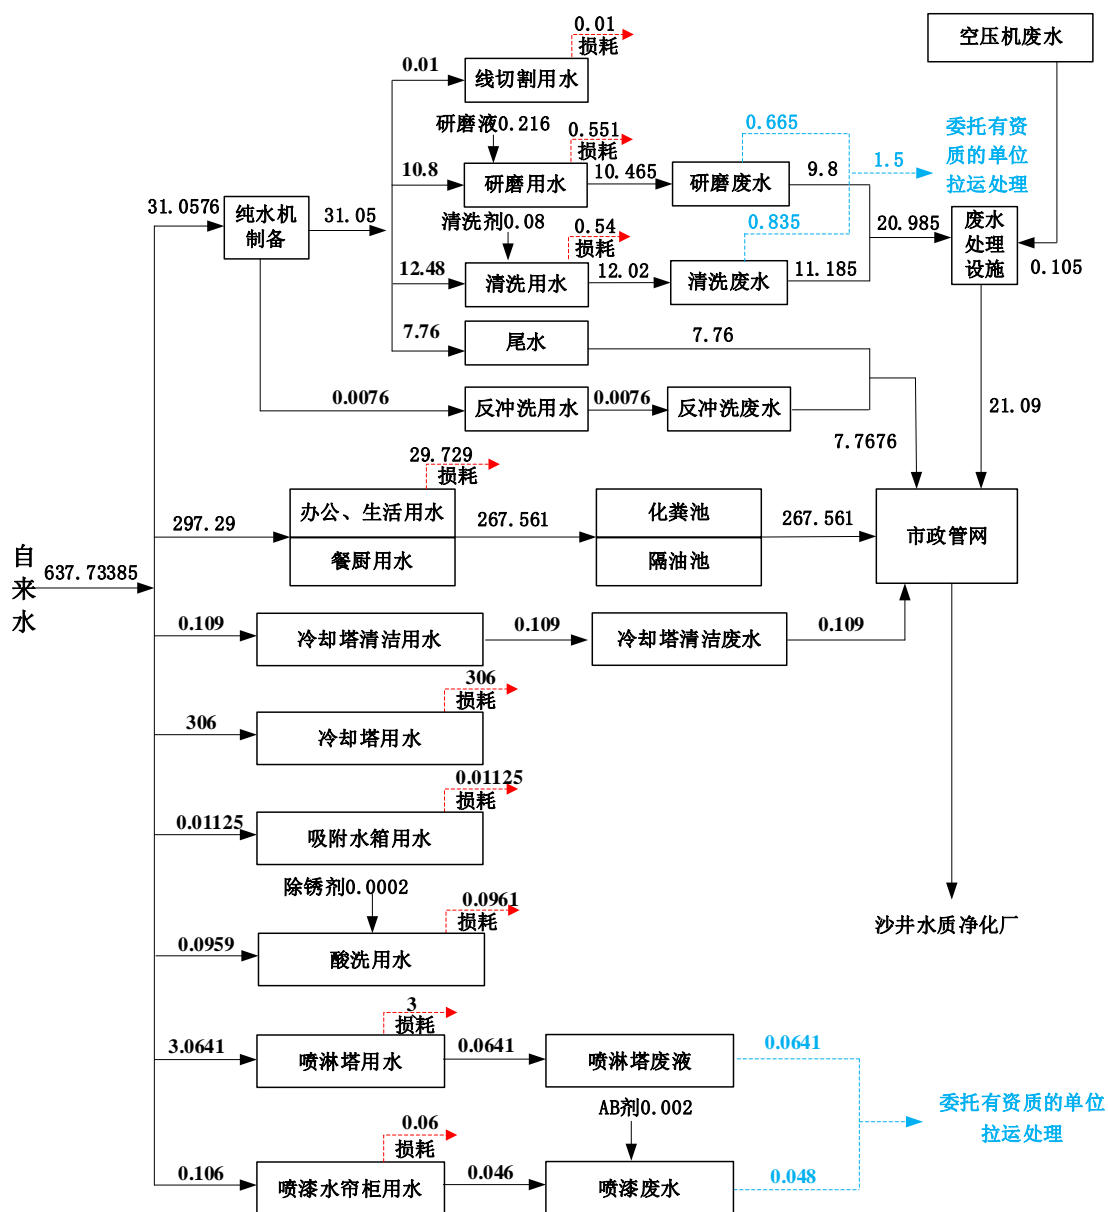 0.01
损耗
0.01
线切割用水
空压机废水
研磨液0.216
0.551
损耗
10.8
研磨用水
10.465
研磨废水
0.665
9.8
1.5
委托有资
质的单位
拉运处理
31.0576
纯水机
制备
31.05
清洗剂0.08
0.54
损耗
12.48
清洗用水
12.02
清洗废水
0.835
11.185
20.985
废水
处理
设施
0.105
7.76
尾水
7.76
0.0076
反冲洗用水
0.0076
反冲洗废水
7.7676
21.09
29.729
损耗
297.29
办公、生活用水
餐厨用水
267.561
化粪池
隔油池
267.561
市政管网
自
来
水
637.73385
0.109
冷却塔清洁用水
0.109
冷却塔清洁废水
0.109
306
损耗
306
冷却塔用水
0.01125
损耗
0.01125
吸附水箱用水
除锈剂0.0002
0.0961
损耗
0.0959
酸洗用水
沙井水质净化厂
3
损耗
3.0641
喷淋塔用水
0.0641
喷淋塔废液
0.0641
AB剂0.002
委托有资质的单位
拉运处理
0.06
损耗
0.106
喷漆水帘柜用水
0.046
喷漆废水
0.048